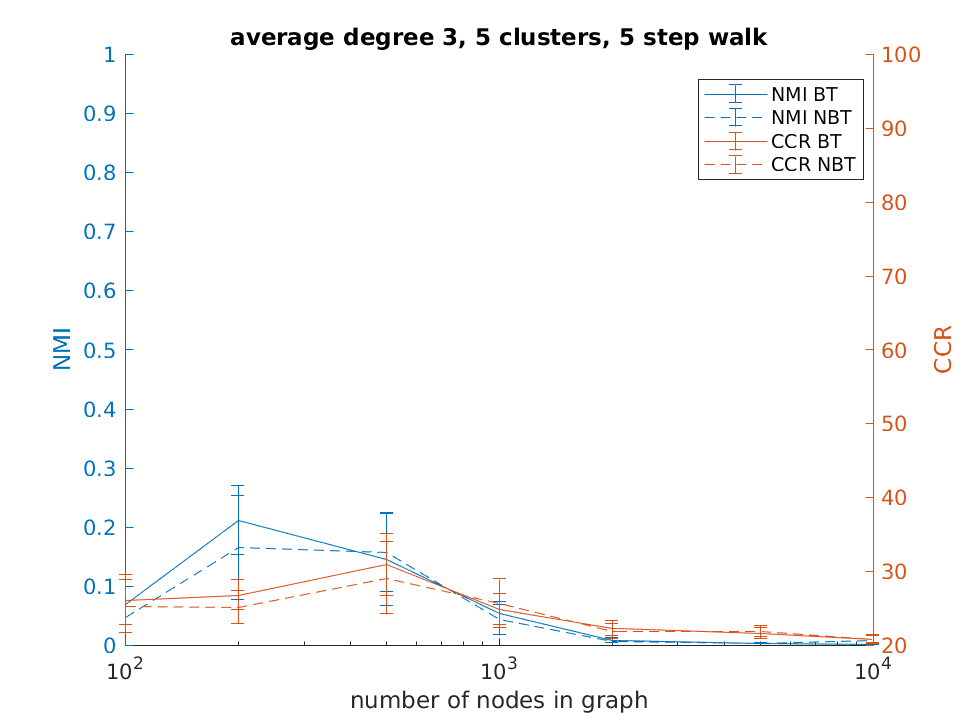 average degree 3, 5 clusters, 5 step walk
1
0.9
0.8
0.7
0.6
0.5
0.4
0.3
0.2
0.1
0
NMI
100
90
80
70
60
50
40
30
20
CCR
NMI BT
NMI NBT
CCR BT
CCR NBT
10^2
10^3
10^4
number of nodes in graph